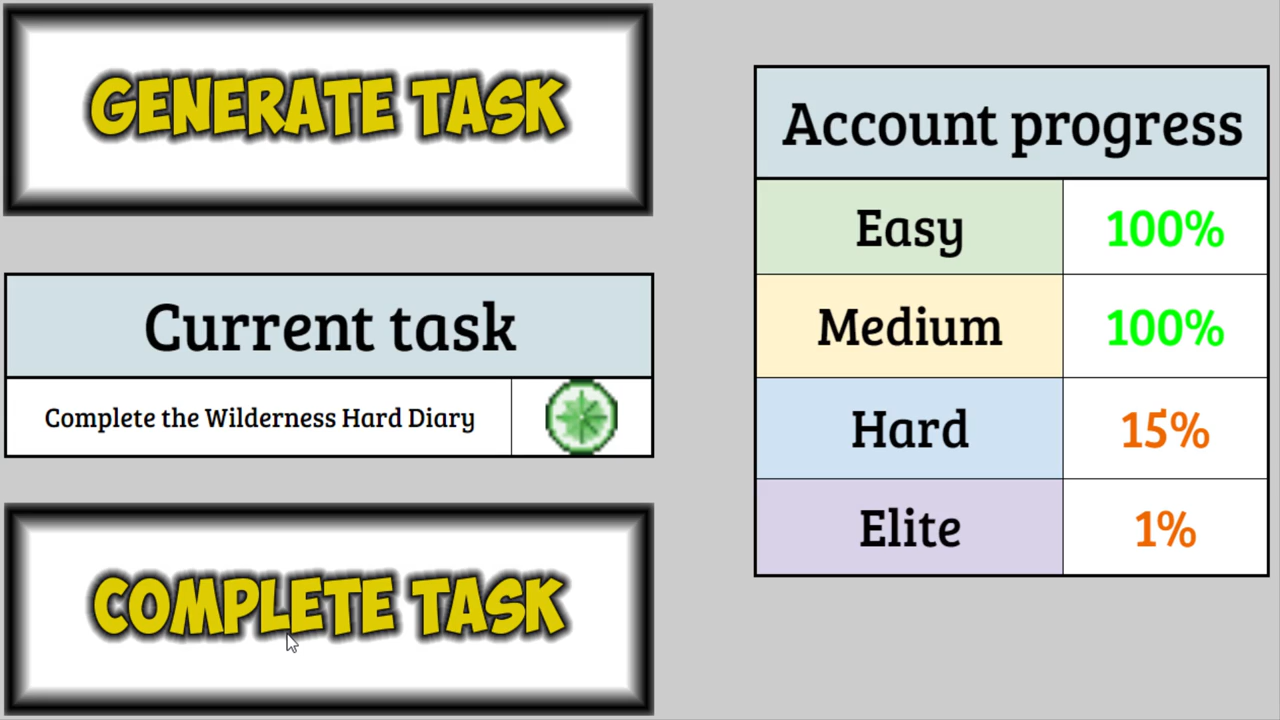 GENERATE TASK
Current task
Complete the Wilderness Hard Diary
COMPLETE TASK
Account progress
Easy 100%
Medium 100%
Hard 15%
Elite 1%